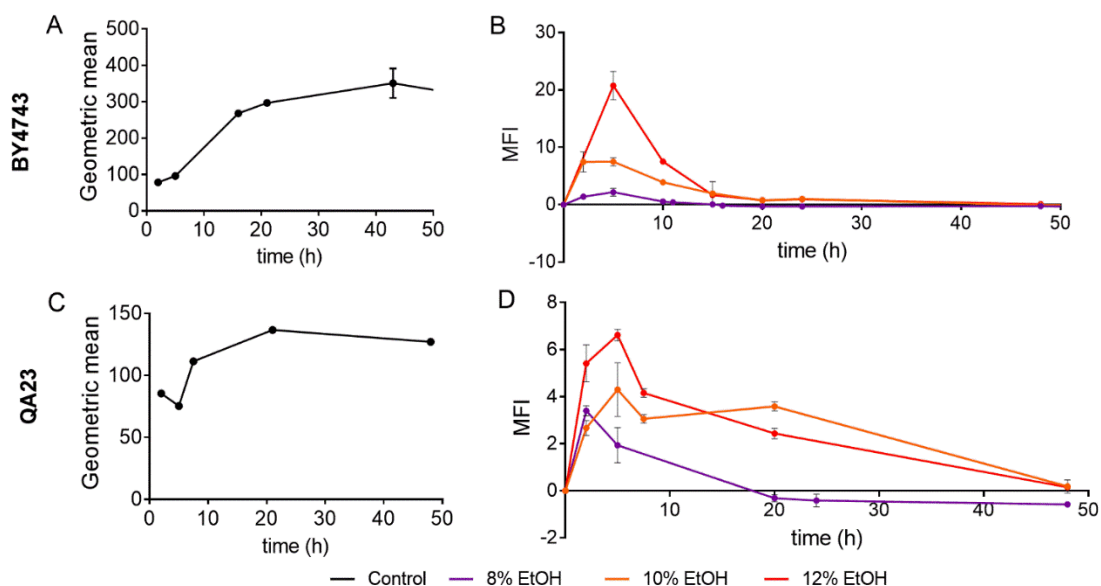 A
BY4743
Geometric mean
500
400
300
200
100
0
0 10 20 30 40 50
time (h)
B
MFI
30
20
10
0
-10
10 20 30 40 50
time (h)
C
QA23
Geometric mean
150
100
50
0
0 10 20 30 40 50
time (h)
D
MFI
8
6
4
2
0
-2
10 20 30 40 50
time (h)
Control 8% EtOH 10% EtOH 12% EtOH